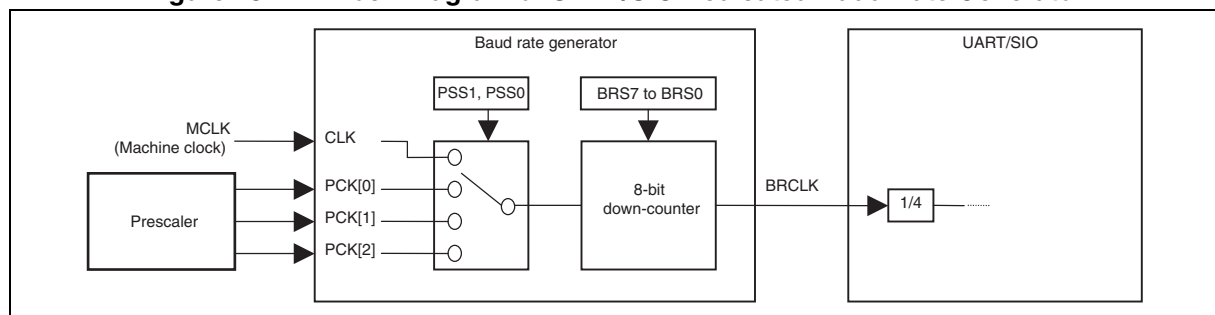 Baud rate generator
UART/SIO
PSS1, PSS0
BRS7 to BRS0
MCLK
(Machine clock)
CLK
Prescaler
PCK[0]
PCK[1]
PCK[2]
8-bit
down-counter
BRCLK
1/4